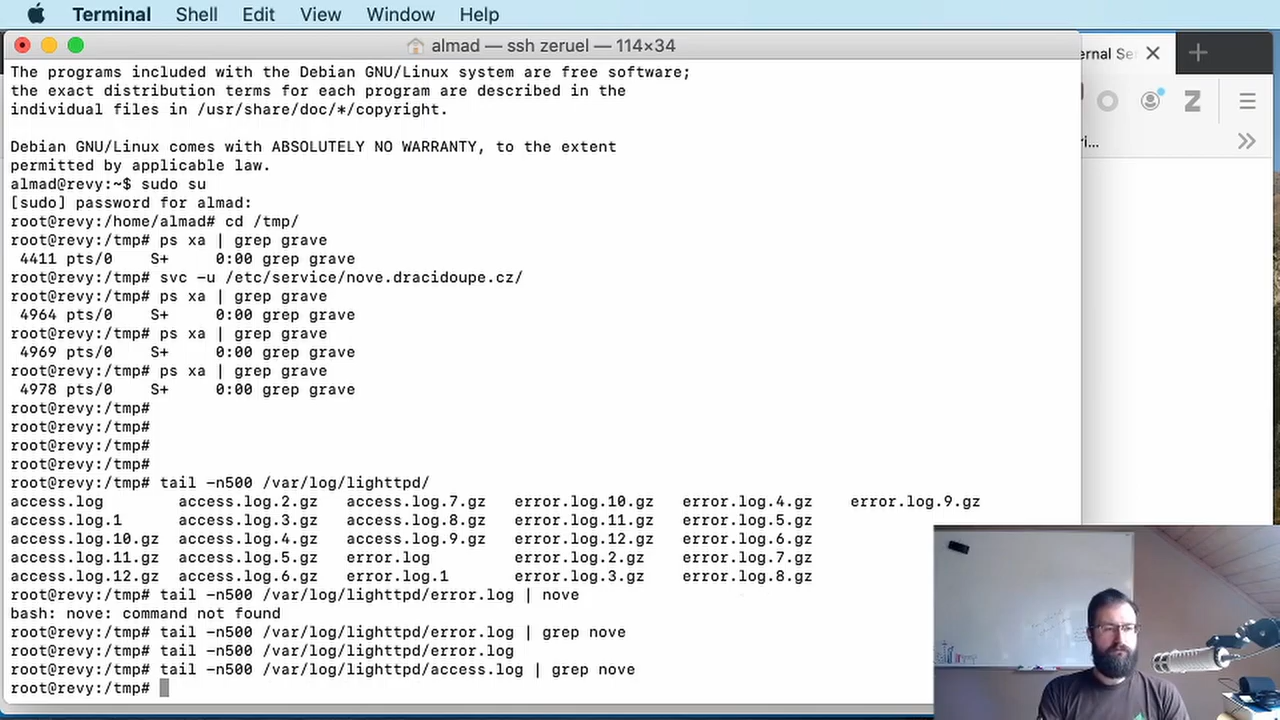 Terminal Shell Edit View Window Help
almad — ssh zeruel — 114×34
ernal Se
The programs included with the Debian GNU/Linux system are free software;
the exact distribution terms for each program are described in the
individual files in /usr/share/doc/*/copyright.
Debian GNU/Linux comes with ABSOLUTELY NO WARRANTY, to the extent
permitted by applicable law.
almad@revy:~$ sudo su
[sudo] password for almad:
root@revy:/home/almad# cd /tmp/
root@revy:/tmp# ps xa | grep grave
4411 pts/0    S+     0:00 grep grave
root@revy:/tmp# svc -u /etc/service/nove.dracidoupe.cz/
root@revy:/tmp# ps xa | grep grave
4964 pts/0    S+     0:00 grep grave
root@revy:/tmp# ps xa | grep grave
4969 pts/0    S+     0:00 grep grave
root@revy:/tmp# ps xa | grep grave
4978 pts/0    S+     0:00 grep grave
root@revy:/tmp#
root@revy:/tmp#
root@revy:/tmp#
root@revy:/tmp#
root@revy:/tmp# tail -n500 /var/log/lighttpd/
access.log        access.log.2.gz   access.log.7.gz   error.log.10.gz   error.log.4.gz    error.log.9.gz
access.log.1      access.log.3.gz   access.log.8.gz   error.log.11.gz   error.log.5.gz
access.log.10.gz  access.log.4.gz   access.log.9.gz   error.log.12.gz   error.log.6.gz
access.log.11.gz  access.log.5.gz   error.log         error.log.2.gz    error.log.7.gz
access.log.12.gz  access.log.6.gz   error.log.1       error.log.3.gz    error.log.8.gz
root@revy:/tmp# tail -n500 /var/log/lighttpd/error.log | nove
bash: nove: command not found
root@revy:/tmp# tail -n500 /var/log/lighttpd/error.log | grep nove
root@revy:/tmp# tail -n500 /var/log/lighttpd/error.log
root@revy:/tmp# tail -n500 /var/log/lighttpd/access.log | grep nove
root@revy:/tmp#
Z
ri...